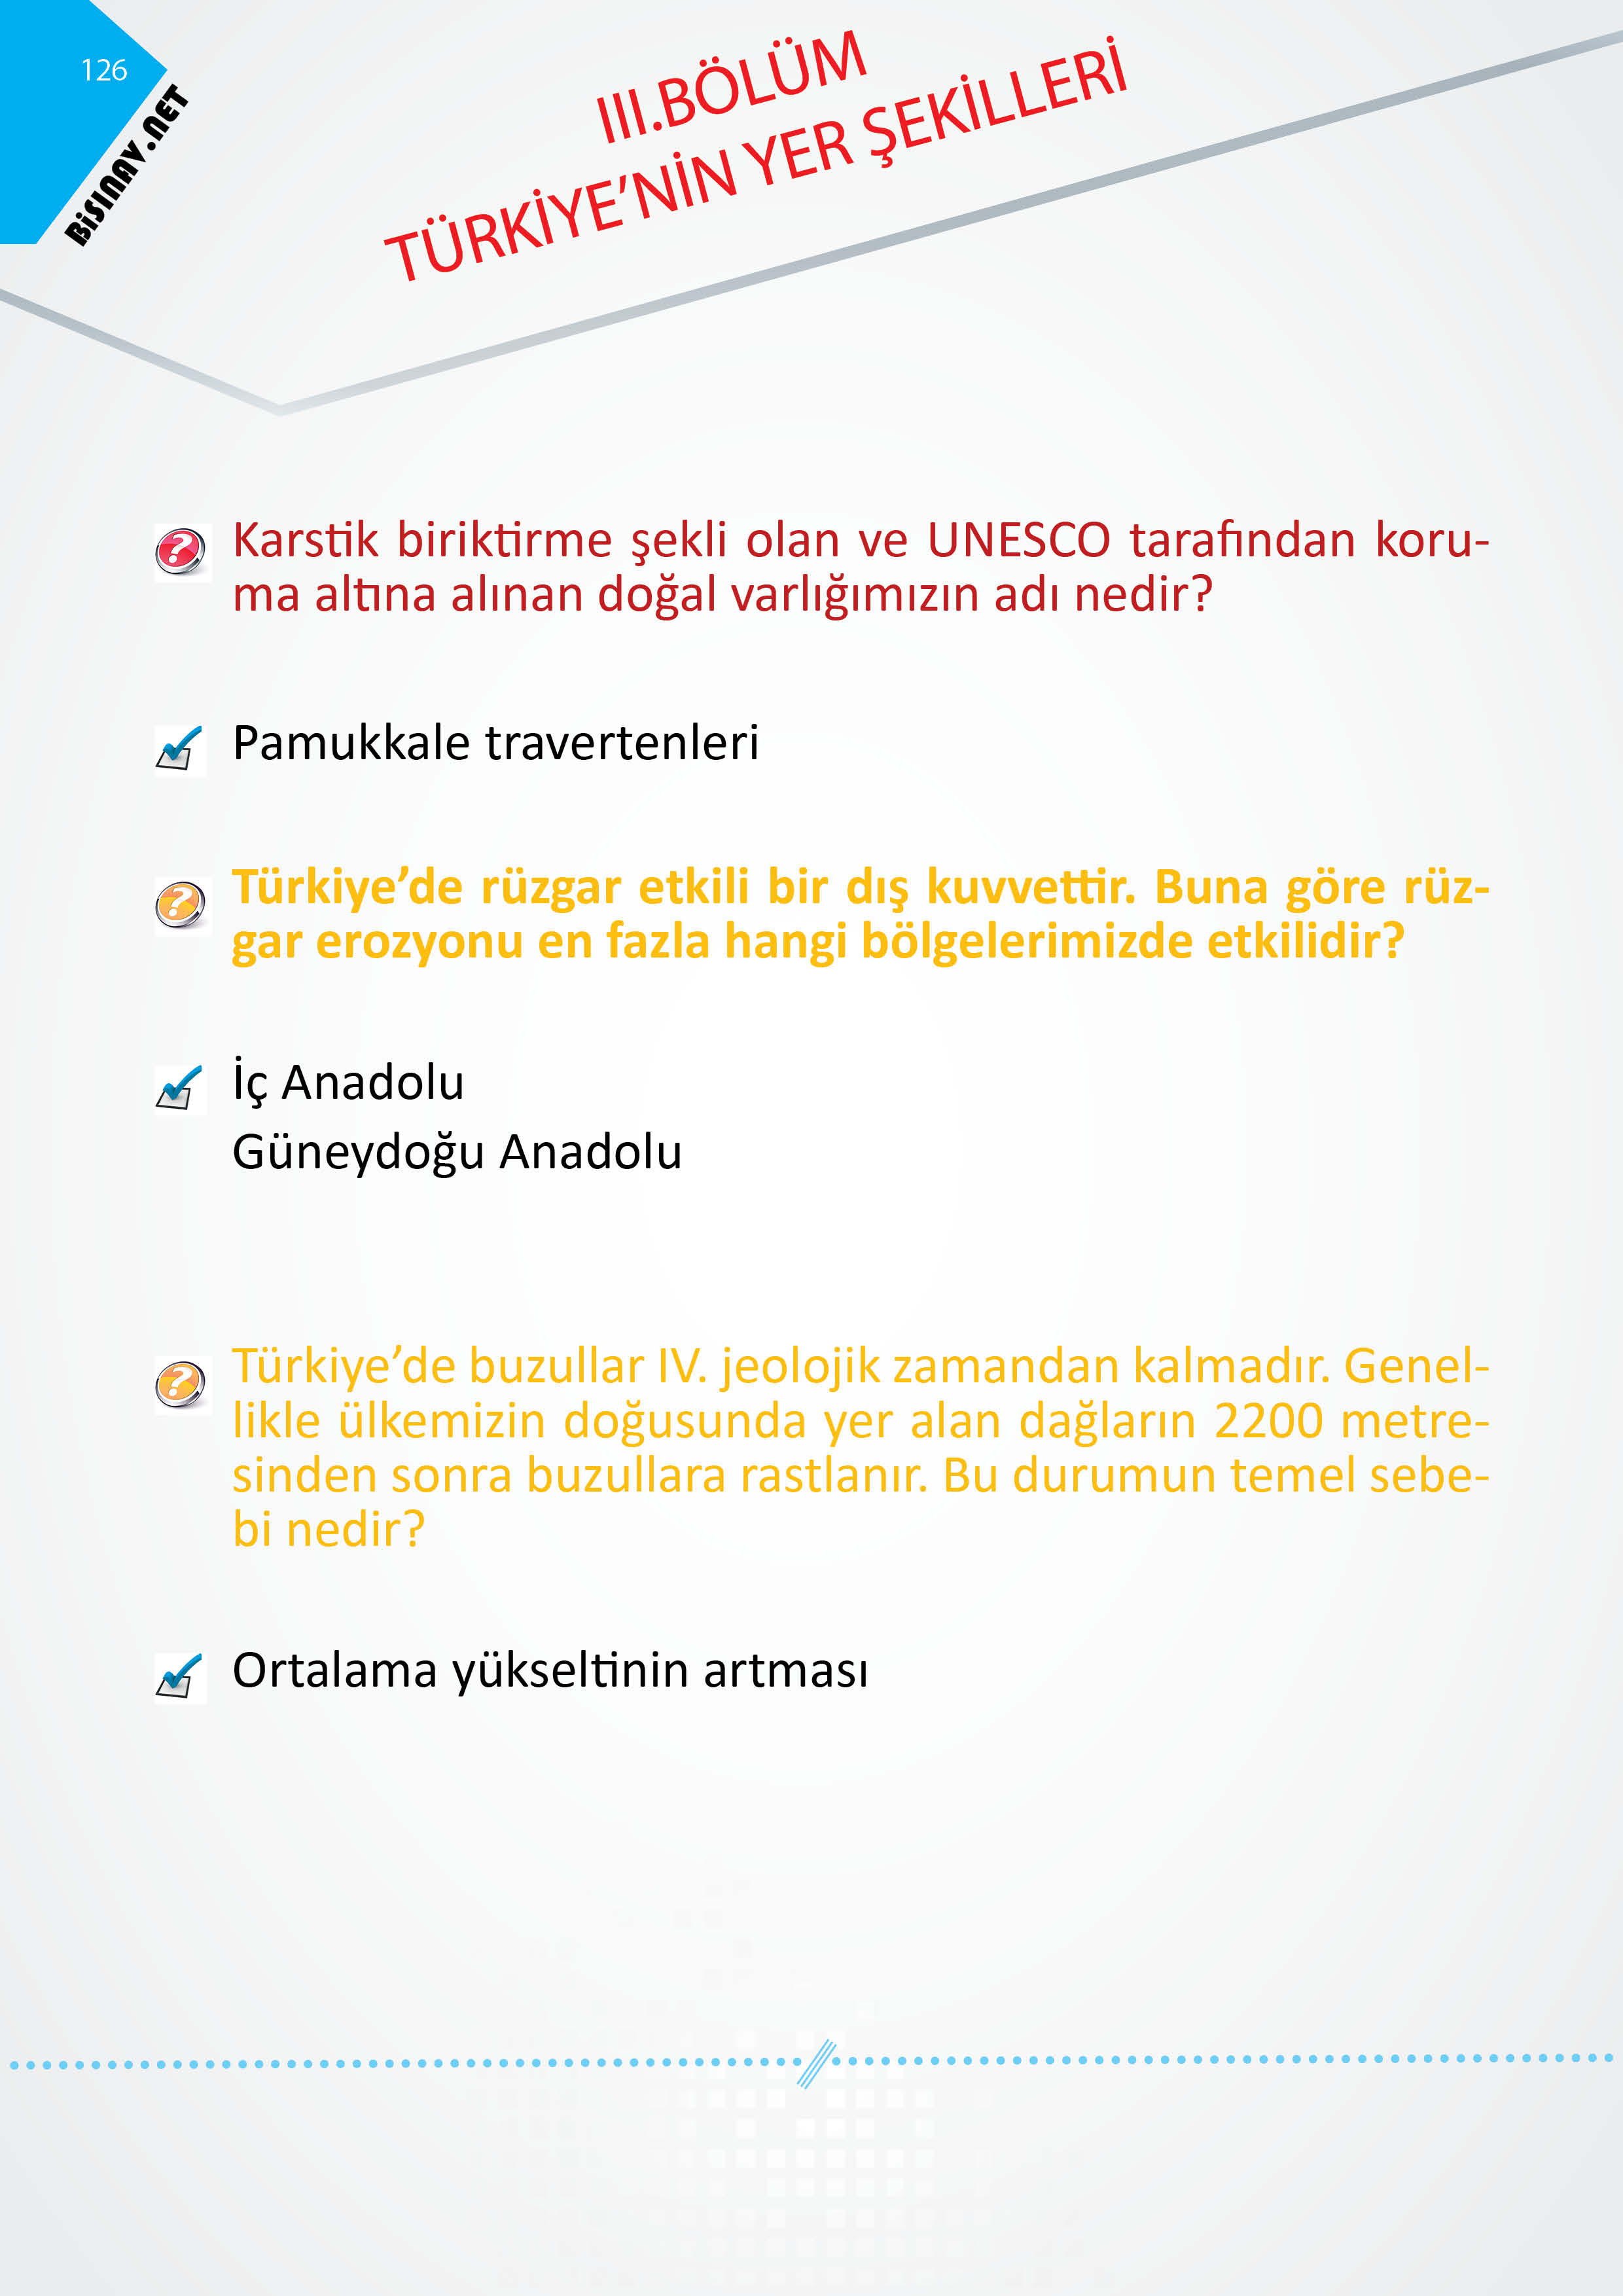 126
BiSINAV.NET
III.BÖLÜM
TÜRKİYE’NİN YER ŞEKİLLERİ
Karstik biriktirme şekli olan ve UNESCO tarafından koru-
ma altına alınan doğal varlığımızın adı nedir?
Pamukkale travertenleri
Türkiye’de rüzgar etkili bir dış kuvvettir. Buna göre rüz-
gar erozyonu en fazla hangi bölgelerimizde etkilidir?
İç Anadolu
Güneydoğu Anadolu
Türkiye’de buzullar IV. jeolojik zamandan kalmadır. Genel-
likle ülkemizin doğusunda yer alan dağların 2200 metre-
sinden sonra buzullara rastlanır. Bu durumun temel sebe-
bi nedir?
Ortalama yükseltinin artması